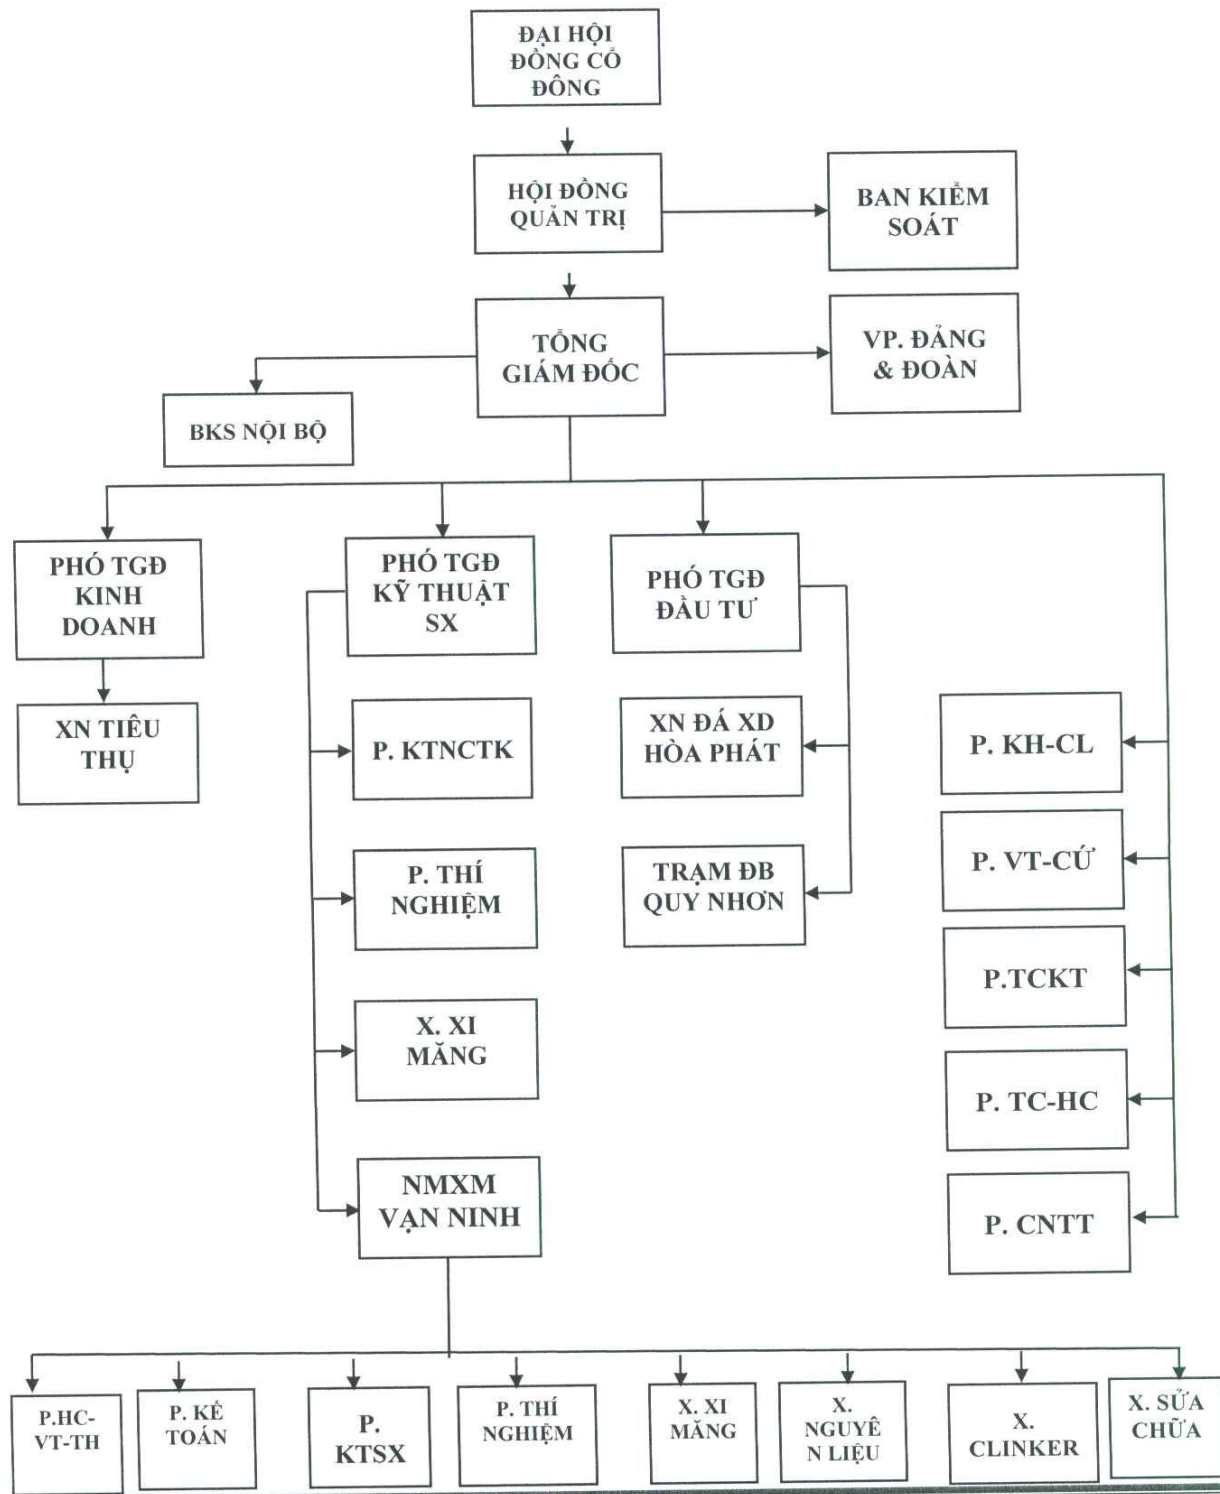 ĐẠI HỘI
ĐỒNG CỔ
ĐÔNG
HỘI ĐỒNG
QUẢN TRỊ
BAN KIỂM
SOÁT
TỔNG
GIÁM ĐỐC
VP. ĐẢNG
& ĐOÀN
BKS NỘI BỘ
PHÓ TGĐ
KINH
DOANH
PHÓ TGĐ
KỸ THUẬT
SX
PHÓ TGĐ
ĐẦU TƯ
XN TIÊU
THỤ
P. KTNCTK
XN ĐÁ XD
HÒA PHÁT
P. KH-CL
P. THÍ
NGHIỆM
TRẠM ĐB
QUY NHƠN
P. VT-CỨ
X. XI
MĂNG
P.TCKT
P. TC-HC
NMXM
VẠN NINH
P. CNTT
P.HC-
VT-TH
P. KẾ
TOÁN
P.
KTSX
P. THÍ
NGHIỆM
X. XI
MĂNG
X.
NGUYÊ
N LIỆU
X.
CLINKER
X. SỬA
CHỮA